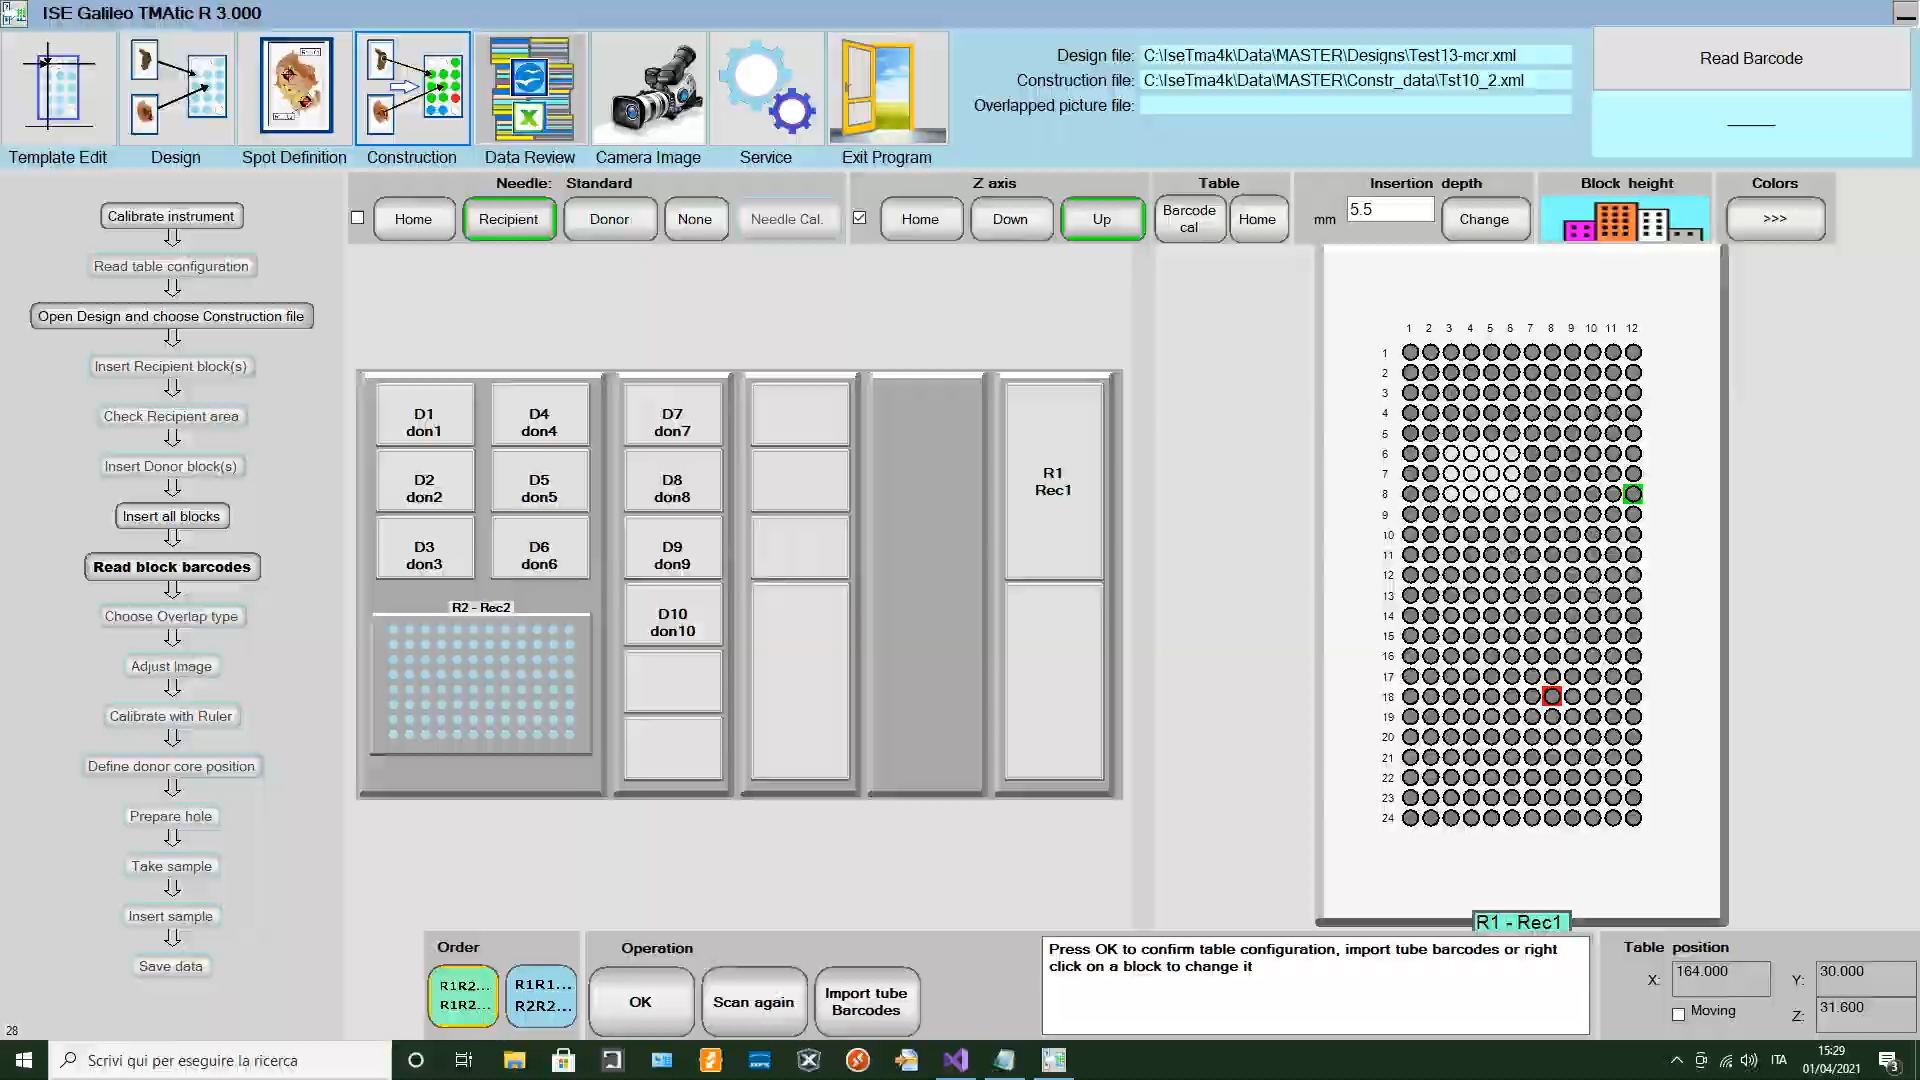 ISE Galileo TMAtic R 3.000
Template Edit
Design
Spot Definition
Construction
Data Review
Camera Image
Service
Exit Program
Design file: C:\IseTma4k\Data\MASTER\Designs\Test13-mcr.xml
Construction file: C:\IseTma4k\Data\MASTER\Constr_data\Tst10_2.xml
Overlapped picture file:
Read Barcode
Needle: Standard
Home
Recipient
Donor
None
Needle Cal.
Z axis
Home
Down
Up
Table
Barcode
cal
Home
Insertion depth
mm
5.5
Change
Block height
Colors
>>>
Calibrate instrument
Read table configuration
Open Design and choose Construction file
Insert Recipient block(s)
Check Recipient area
Insert Donor block(s)
Insert all blocks
Read block barcodes
Choose Overlap type
Adjust Image
Calibrate with Ruler
Define donor core position
Prepare hole
Take sample
Insert sample
Save data
28
D1
don1
D4
don4
D7
don7
D2
don2
D5
don5
D8
don8
D3
don3
D6
don6
D9
don9
D10
don10
R2 - Rec2
R1
Rec1
1 2 3 4 5 6 7 8 9 10 11 12
1
2
3
4
5
6
7
8
9
10
11
12
13
14
15
16
17
18
19
20
21
22
23
24
R1 - Rec1
Order
R1R2...
R1R2...
R1R1...
R2R2...
Operation
OK
Scan again
Import tube
Barcodes
Press OK to confirm table configuration, import tube barcodes or right
click on a block to change it
Table position
X: 164.000
Y: 30.000
Moving
Z: 31.600
Scrivi qui per eseguire la ricerca
ITA
15:29
01/04/2021
3